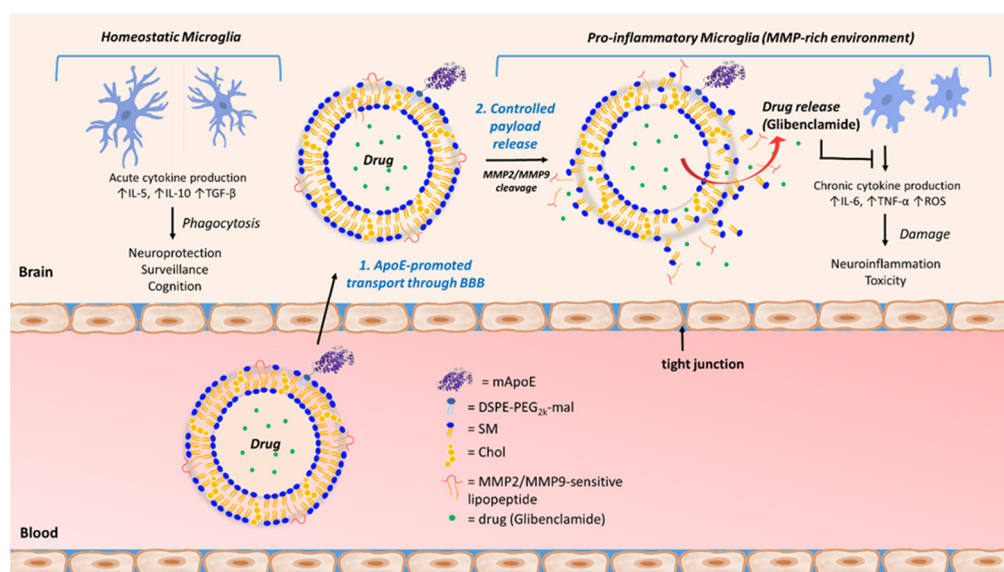 Homeostatic Microglia
Acute cytokine production
↑IL-5, ↑IL-10 ↑TGF-β
Phagocytosis
Neuroprotection
Surveillance
Cognition
Brain
Drug
1. ApoE-promoted
transport through BBB
2. Controlled
payload
release
MMP2/MMP9
cleavage
Pro-inflammatory Microglia (MMP-rich environment)
Drug release
(Glibenclamide)
Chronic cytokine production
↑IL-6, ↑TNF-α ↑ROS
Damage
Neuroinflammation
Toxicity
tight junction
Drug
= mApoE
= DSPE-PEG2k-mal
= SM
= Chol
= MMP2/MMP9-sensitive
lipopeptide
= drug (Glibenclamide)
Blood